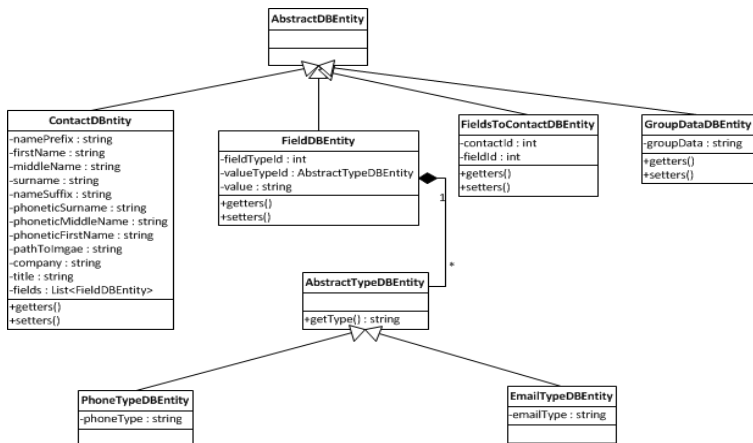 AbstractDBEntity
ContactDBntity
-namePrefix : string
-firstName : string
-middleName : string
-surname : string
-nameSuffix : string
-phoneticSurname : string
-phoneticMiddleName : string
-phoneticFirstName : string
-pathToImgae : string
-company : string
-title : string
-fields : List<FieldDBEntity>
+getters()
+setters()
FieldDBEntity
-fieldTypeId : int
-valueTypeId : AbstractTypeDBEntity
-value : string
+getters()
+setters()
FieldsToContactDBEntity
-contactId : int
-fieldId : int
+getters()
+setters()
GroupDataDBEntity
-groupData : string
+getters()
+setters()
1
*
AbstractTypeDBEntity
+getType() : string
PhoneTypeDBEntity
-phoneType : string
EmailTypeDBEntity
-emailType : string